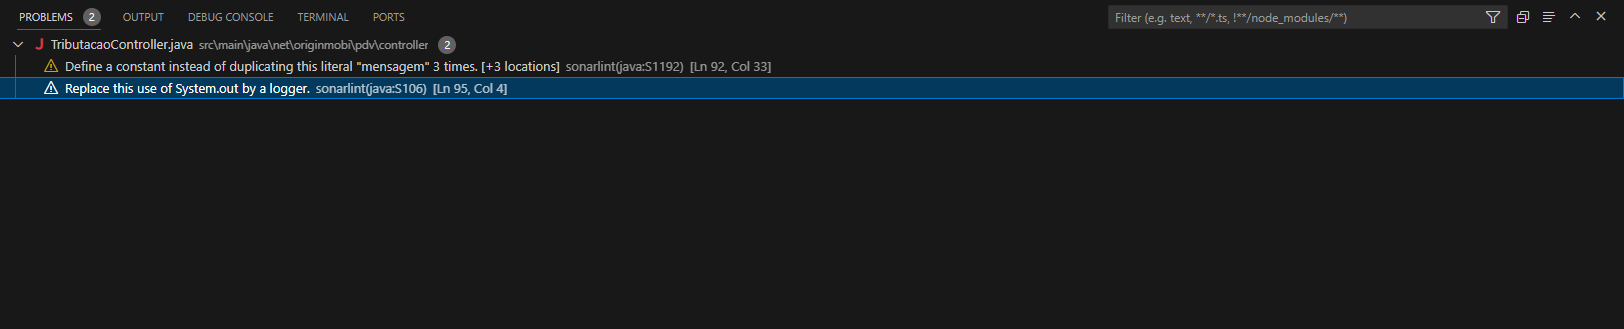 PROBLEMS 2 OUTPUT DEBUG CONSOLE TERMINAL PORTS Filter (e.g. text, **/*.ts, !**/node_modules/**)
J TributacaoController.java src\main\java\net\originmobi\pdv\controller 2
Define a constant instead of duplicating this literal "mensagem" 3 times. [+3 locations] sonarlint(java:S1192) [Ln 92, Col 33]
Replace this use of System.out by a logger. sonarlint(java:S106) [Ln 95, Col 4]